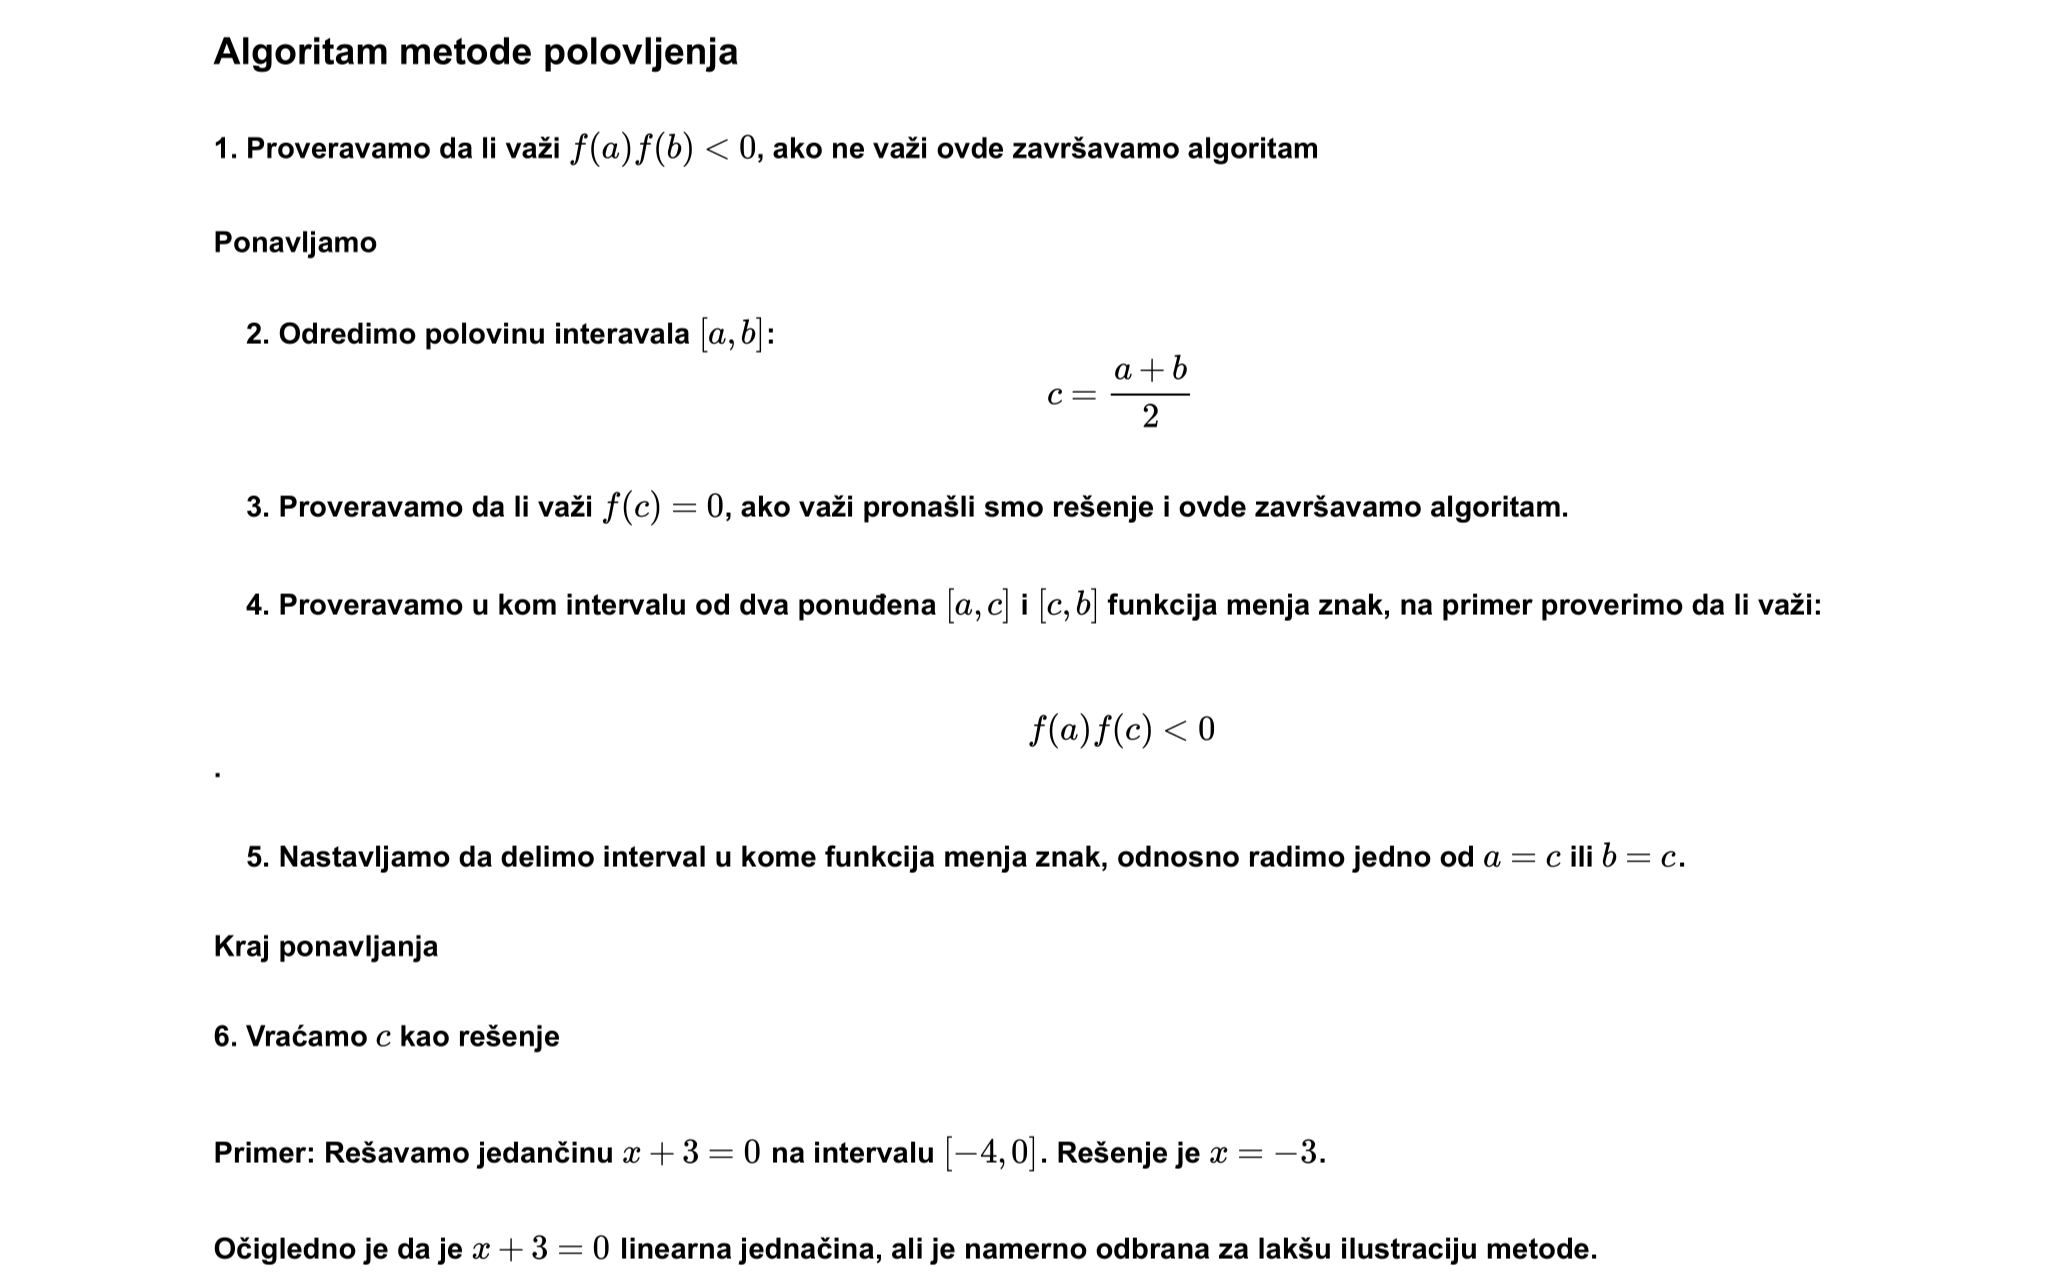 Algoritam metode polovljenja
1. Proveravamo da li važi f(a)f(b) < 0, ako ne važi ovde završavamo algoritam
Ponavljamo
2. Odredimo polovinu interavala [a, b]:
c = \frac{a + b}{2}
3. Proveravamo da li važi f(c) = 0, ako važi pronašli smo rešenje i ovde završavamo algoritam.
4. Proveravamo u kom intervalu od dva ponuđena [a, c] i [c, b] funkcija menja znak, na primer proverimo da li važi:
f(a)f(c) < 0
.
5. Nastavljamo da delimo interval u kome funkcija menja znak, odnosno radimo jedno od a = c ili b = c.
Kraj ponavljanja
6. Vraćamo c kao rešenje
Primer: Rešavamo jedančinu x + 3 = 0 na intervalu [−4, 0]. Rešenje je x = −3.
Očigledno je da je x + 3 = 0 linearna jednačina, ali je namerno odbrana za lakšu ilustraciju metode.